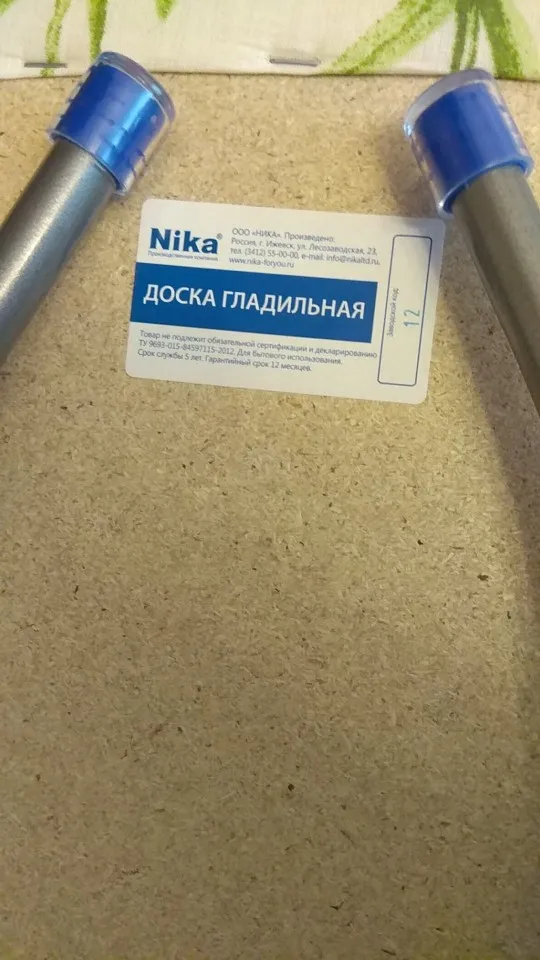 Nika®
Производственная компания
ООО «НИКА». Произведено:
Россия, г. Ижевск, ул. Лесозаводская, 23,
тел. (3412) 55-00-00, e-mail: info@nikaltd.ru,
www.nika-foryou.ru
ДОСКА ГЛАДИЛЬНАЯ
Товар не подлежит обязательной сертификации и декларированию
ТУ 9693-015-84597115-2012. Для бытового использования.
Срок службы 5 лет. Гарантийный срок 12 месяцев.
Заводской код:
12